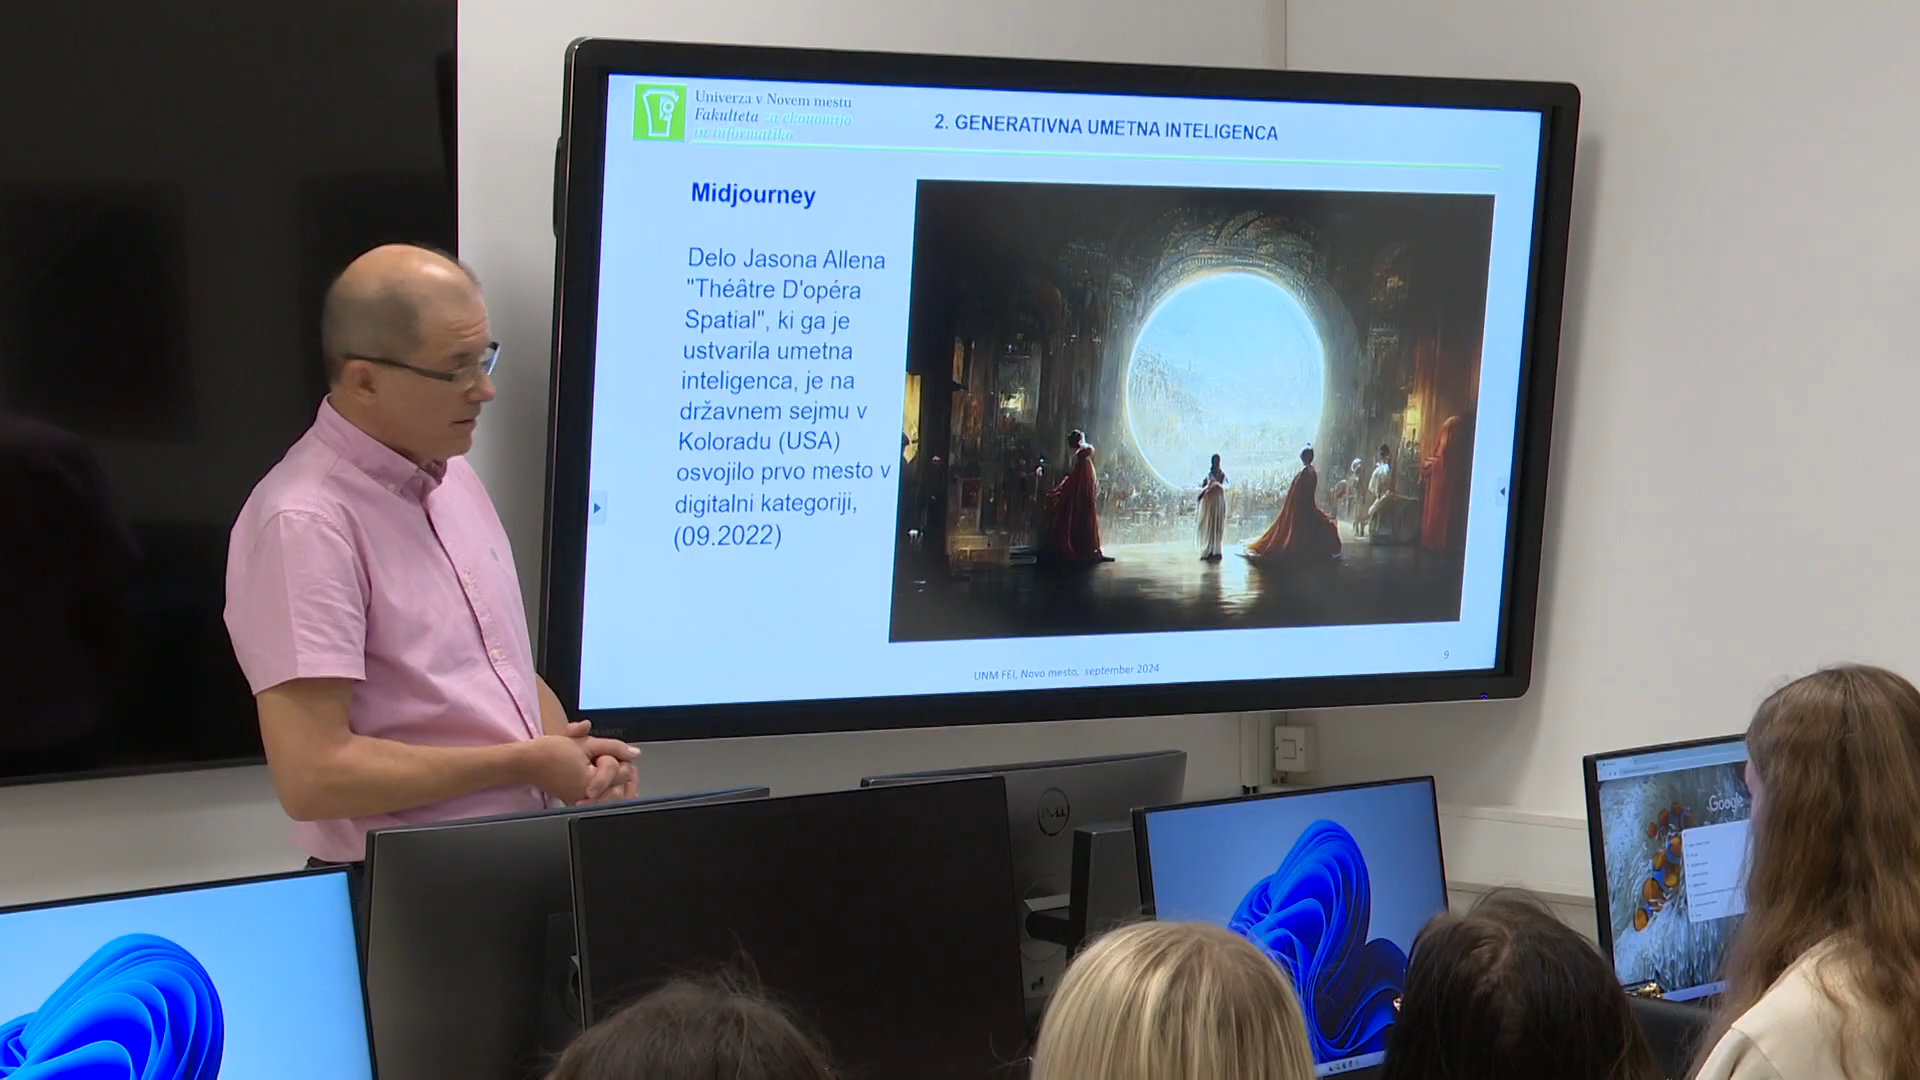 Univerza v Novem mestu
Fakulteta za ekonomijo
in informatiko
2. GENERATIVNA UMETNA INTELIGENCA
Midjourney
Delo Jasona Allena
"Théâtre D'opéra
Spatial", ki ga je
ustvarila umetna
inteligenca, je na
državnem sejmu v
Koloradu (USA)
osvojilo prvo mesto v
digitalni kategoriji,
(09.2022)
UNM FEI, Novo mesto, september 2024
9
DELL
Google